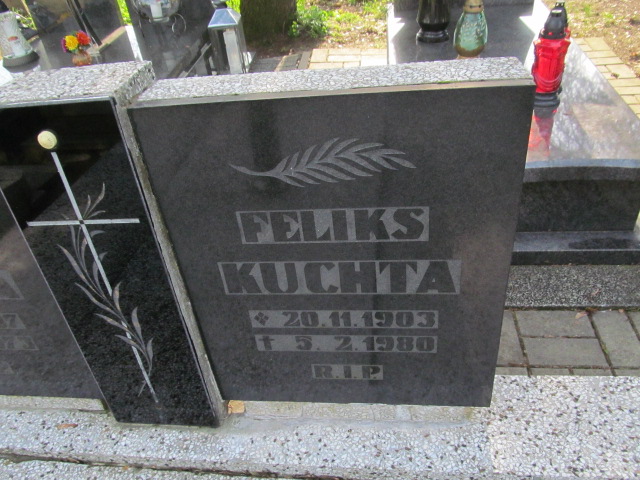 FELIKS
KUCHTA
* 20.11.1903
† 5. 2.1980
R.I.P.